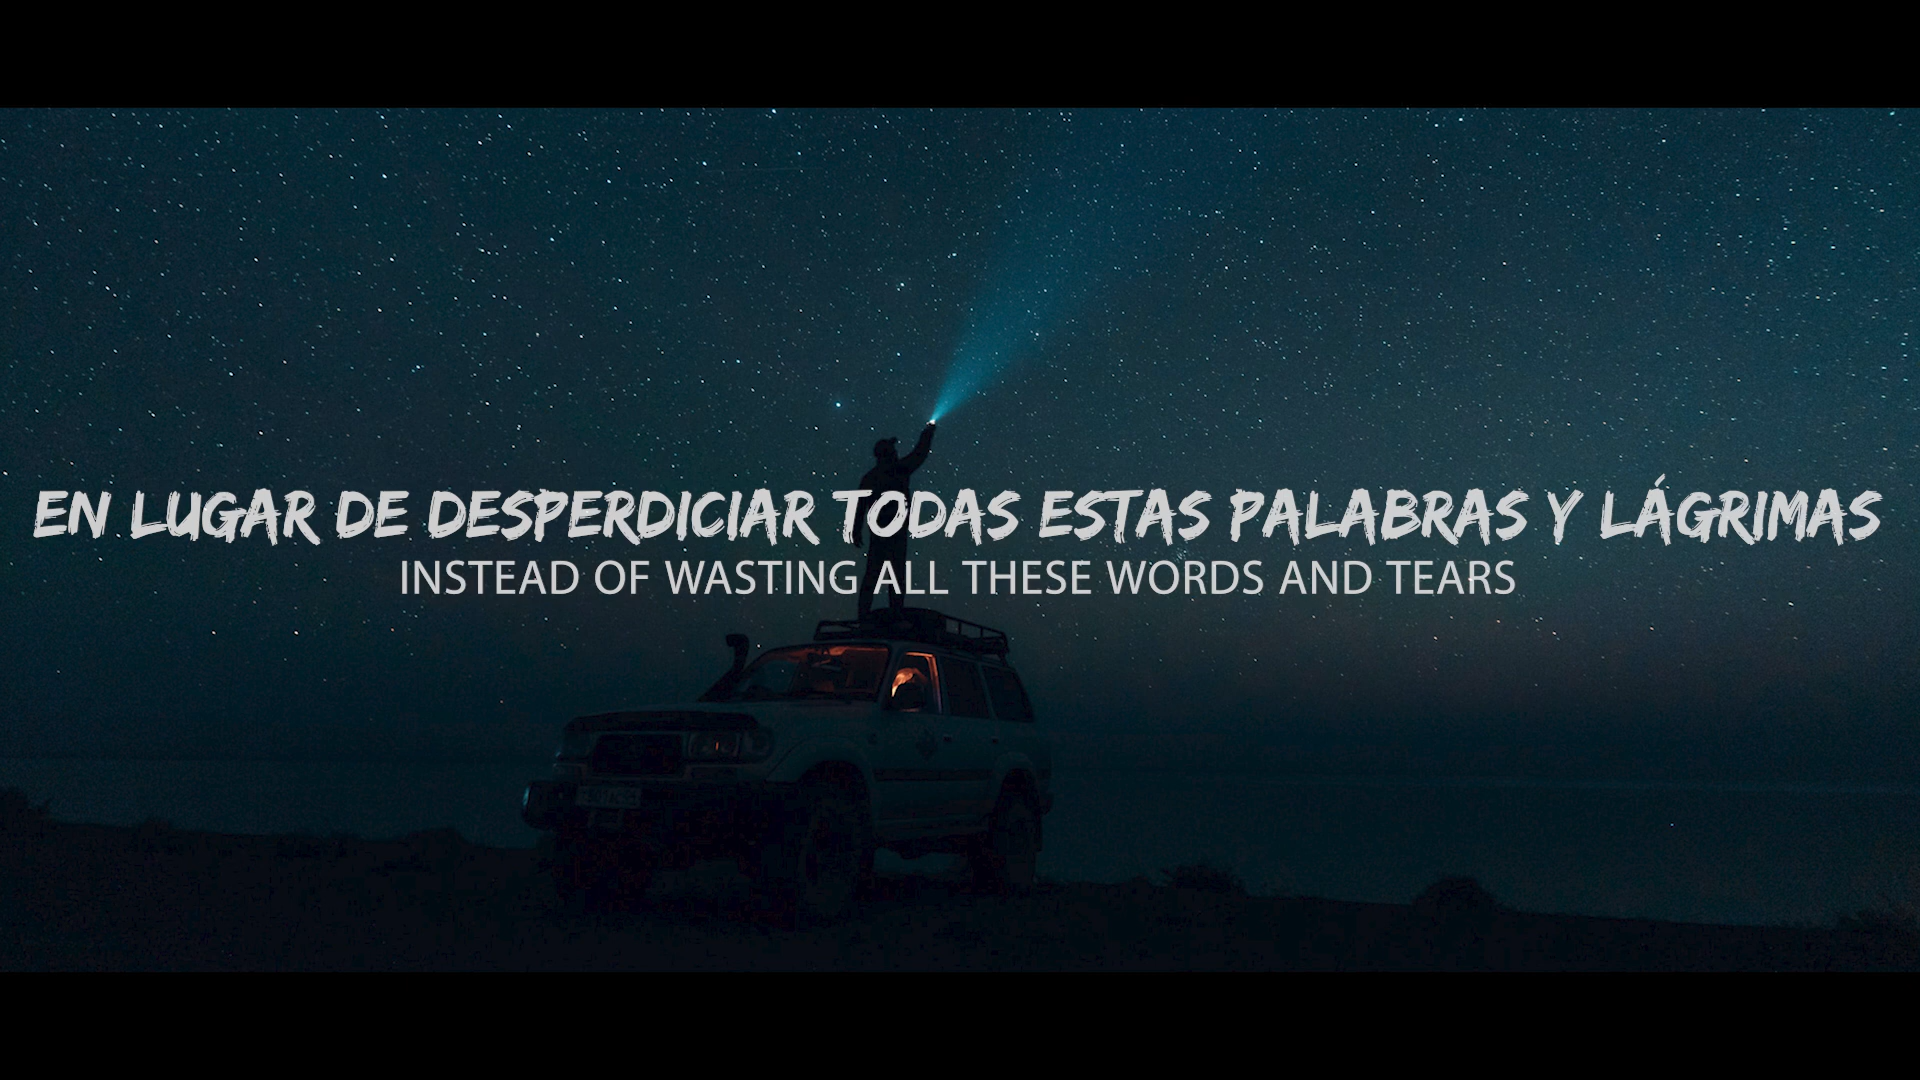 EN LUGAR DE DESPERDICIAR TODAS ESTAS PALABRAS Y LÁGRIMAS
INSTEAD OF WASTING ALL THESE WORDS AND TEARS